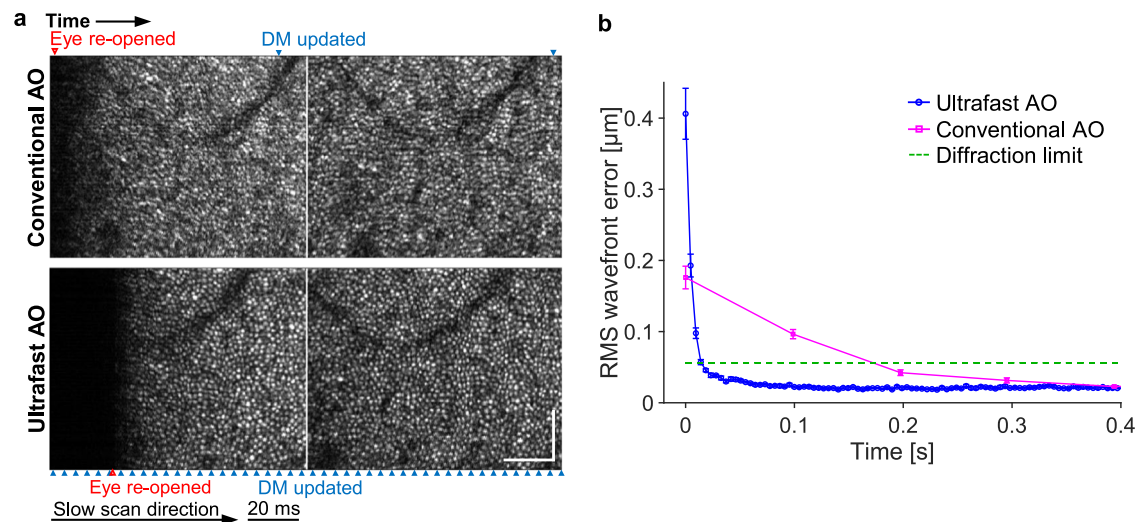 a
Time
Eye re-opened
DM updated
Conventional AO
Ultrafast AO
Eye re-opened
DM updated
Slow scan direction
20 ms
b
Ultrafast AO
Conventional AO
Diffraction limit
RMS wavefront error [µm]
0.4
0.3
0.2
0.1
0
0
0.1
0.2
0.3
0.4
Time [s]